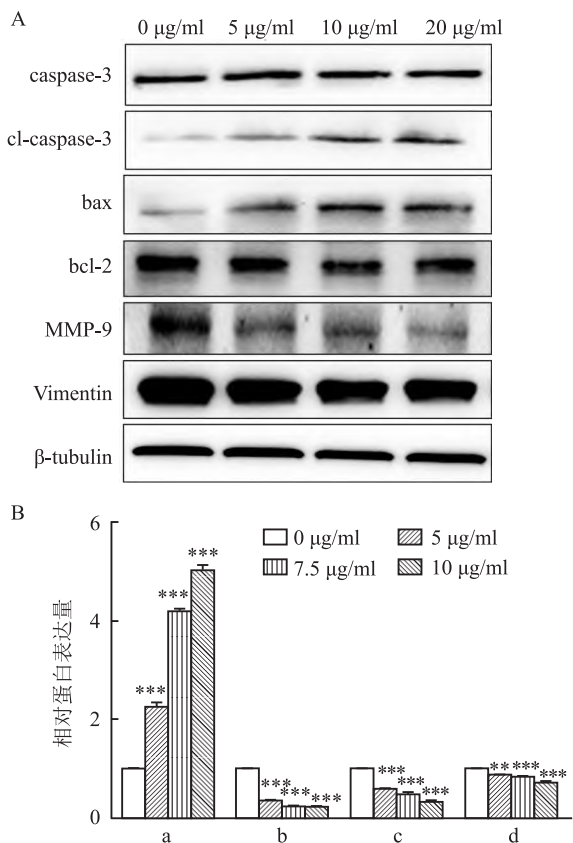 A
0 μg/ml 5 μg/ml 10 μg/ml 20 μg/ml
caspase-3
cl-caspase-3
bax
bcl-2
MMP-9
Vimentin
β-tubulin
B
相对蛋白表达量
6
4
2
0
0 μg/ml 5 μg/ml
7.5 μg/ml 10 μg/ml
*** *** *** ***
*** *** *** *** *** ** *** ***
a b c d